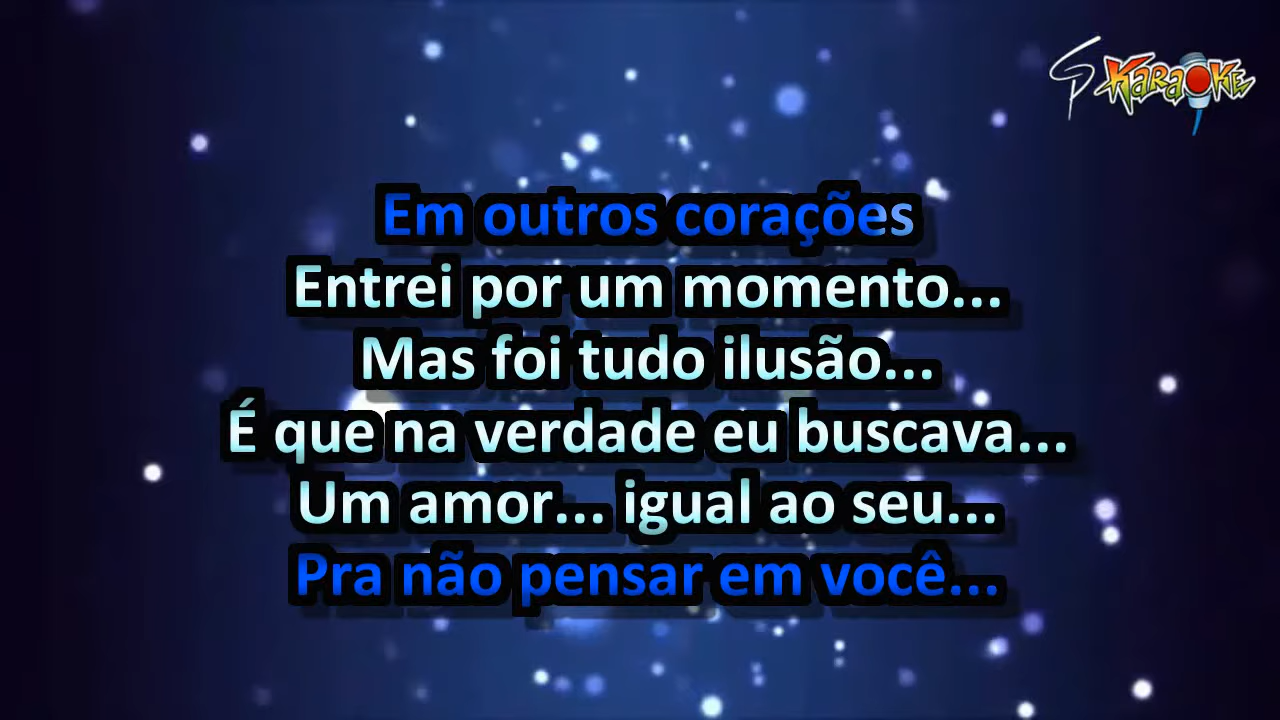 GP KaraoKe
Em outros corações
Entrei por um momento...
Mas foi tudo ilusão...
É que na verdade eu buscava...
Um amor... igual ao seu...
Pra não pensar em você...